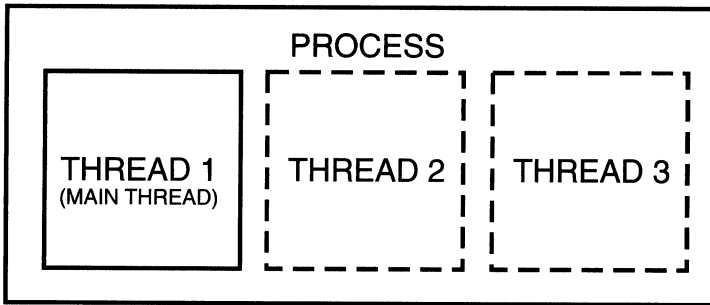 PROCESS
THREAD 1
(MAIN THREAD)
THREAD 2
THREAD 3